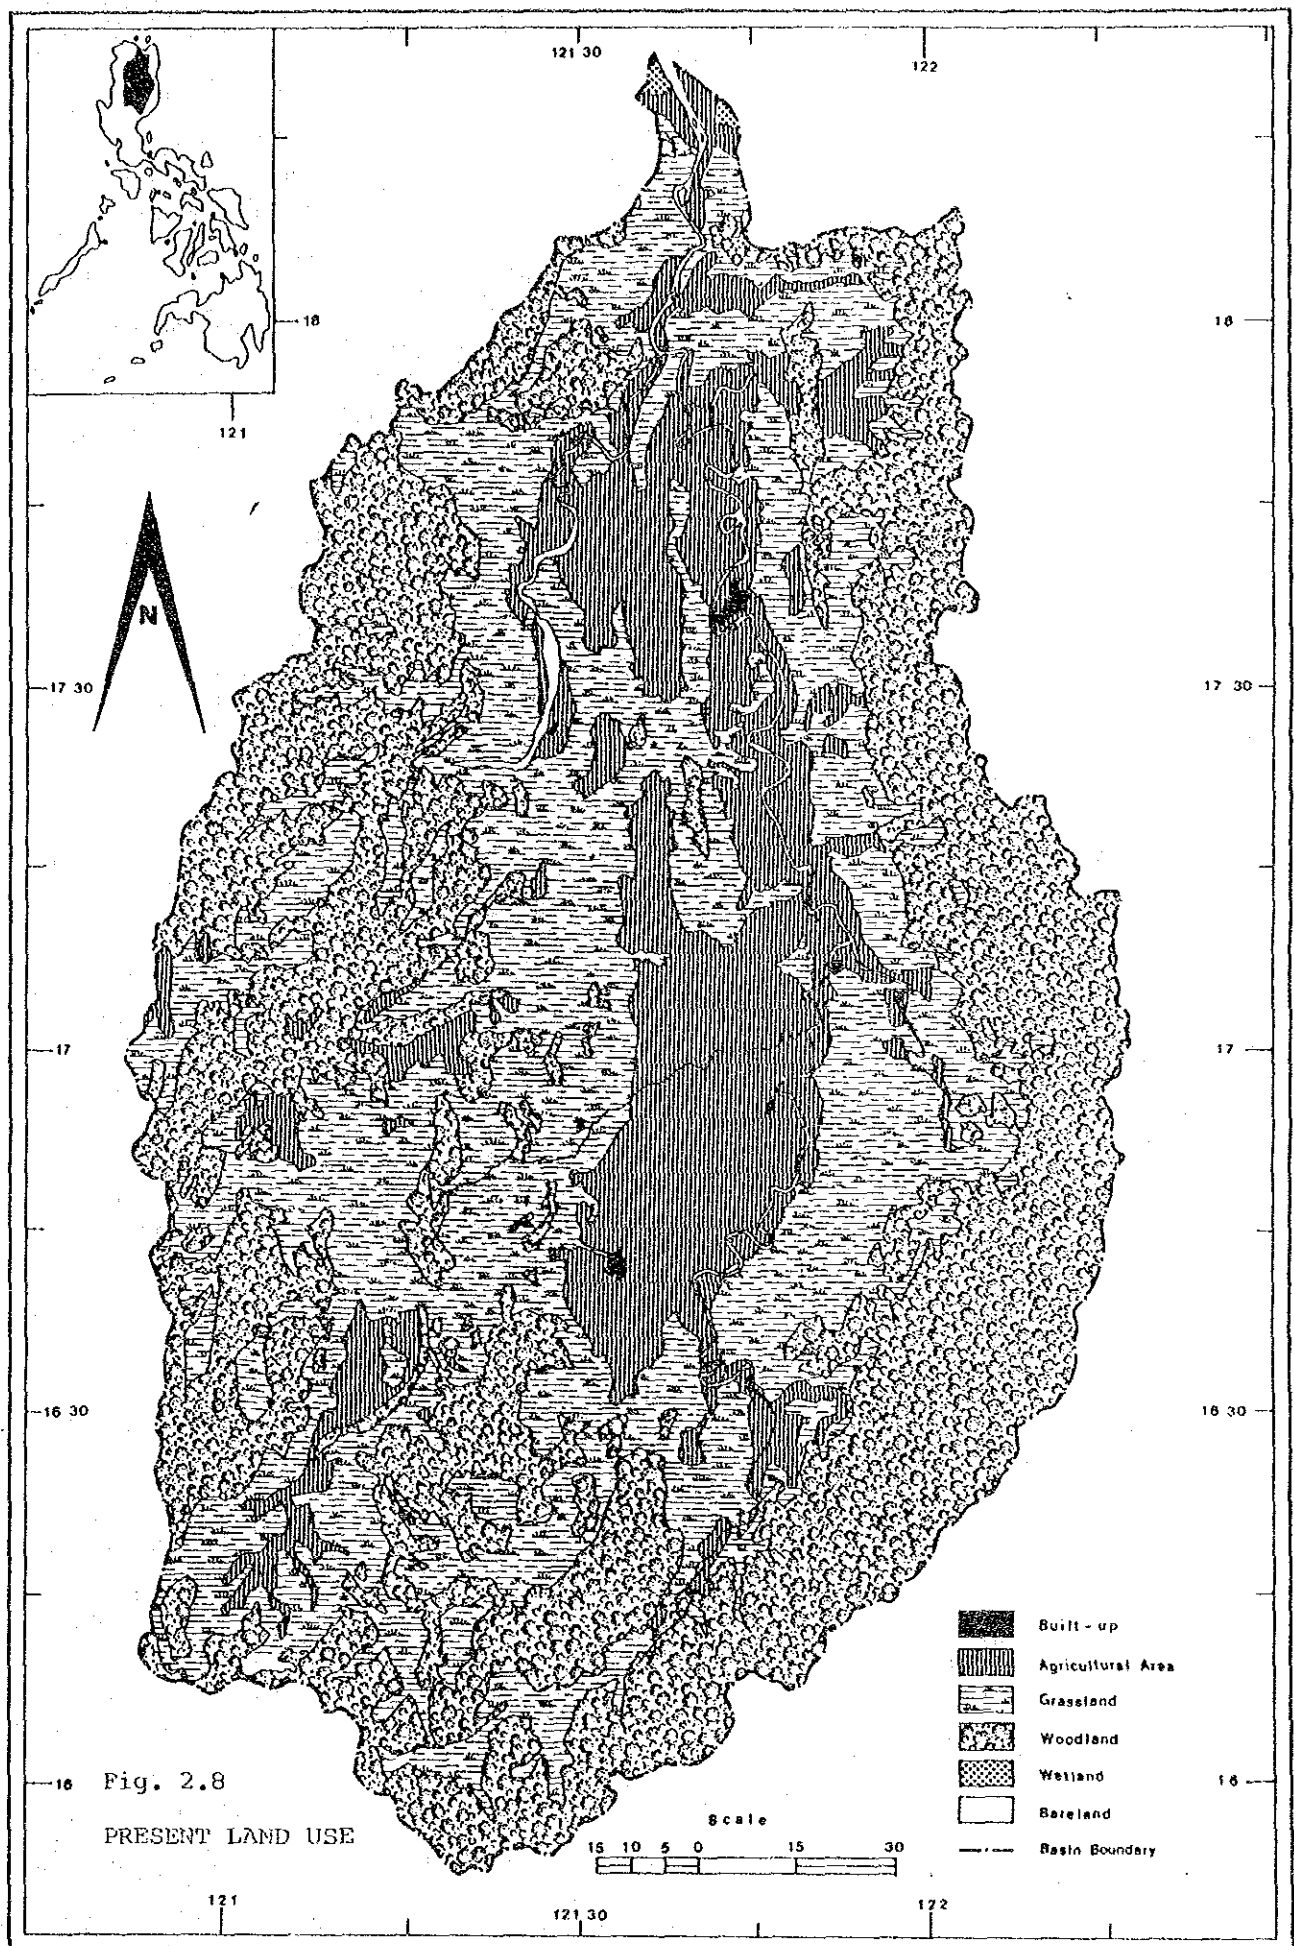 121 30
122
18
18
121
N
17 30
17 30
17
17
16 30
16 30
Built-up
Agricultural Area
Grassland
Woodland
Wetland
Bareland
Basin Boundary
16
16
Fig. 2.8
PRESENT LAND USE
Scale
15 10 5 0 15 30
121
121 30
122